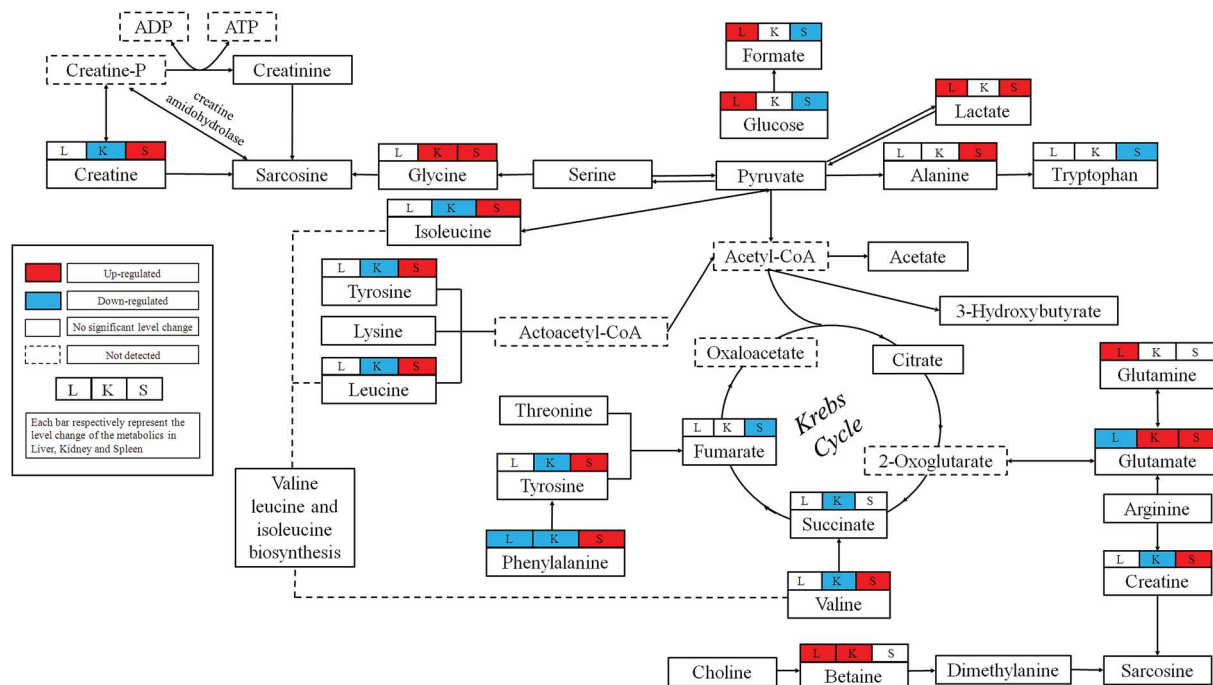 ADP
ATP
Creatine-P
Creatinine
creatine
amidohydrolase
L K S
Creatine
Sarcosine
L K S
Glycine
Serine
Pyruvate
L K S
Formate
L K S
Glucose
L K S
Lactate
L K S
Alanine
L K S
Tryptophan
L K S
Isoleucine
Up-regulated
Down-regulated
No significant level change
Not detected
L K S
Each bar respectively represent the
level change of the metabolics in
Liver, Kidney and Spleen
L K S
Tyrosine
Lysine
L K S
Leucine
Actoacetyl-CoA
Acetyl-CoA
Acetate
3-Hydroxybutyrate
Oxaloacetate
Citrate
Krebs
Cycle
Threonine
L K S
Fumarate
2-Oxoglutarate
L K S
Tyrosine
L K S
Phenylalanine
L K S
Succinate
L K S
Valine
Valine
leucine and
isoleucine
biosynthesis
L K S
Glutamine
L K S
Glutamate
Arginine
L K S
Creatine
Choline
L K S
Betaine
Dimethylanine
Sarcosine